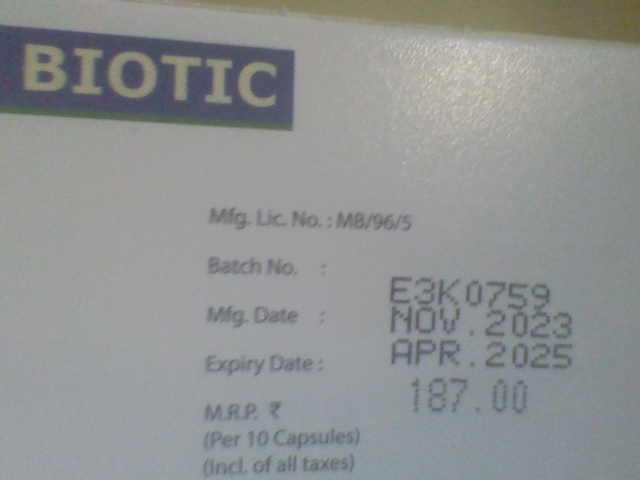 BIOTIC
Mfg. Lic. No. : MB/96/5
Batch No. : E3K0759
Mfg. Date : NOV.2023
Expiry Date : APR.2025
M.R.P. ₹ 187.00
(Per 10 Capsules)
(Incl. of all taxes)